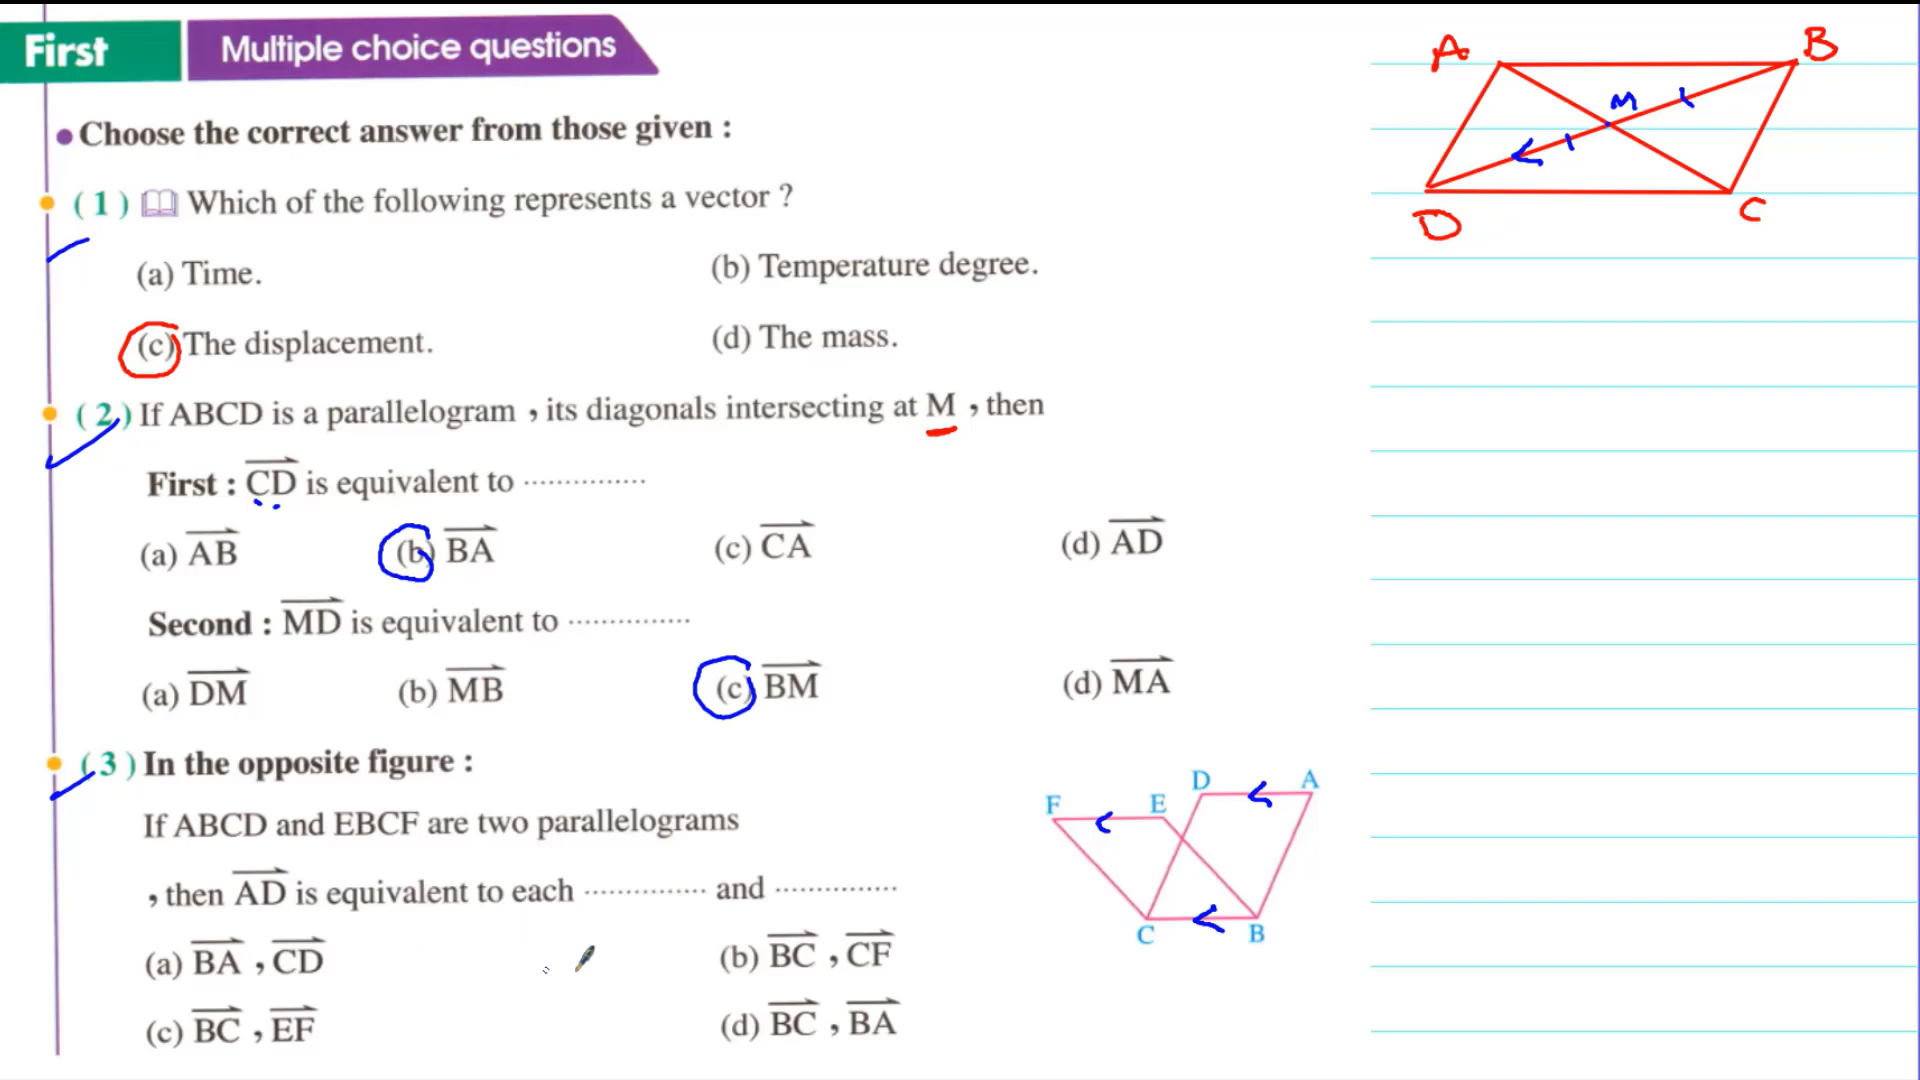 First Multiple choice questions
• Choose the correct answer from those given :
( 1 ) Which of the following represents a vector ?
(a) Time. (b) Temperature degree.
(c) The displacement. (d) The mass.
( 2 ) If ABCD is a parallelogram , its diagonals intersecting at M , then
First : CD is equivalent to ...............
(a) AB (b) BA (c) CA (d) AD
Second : MD is equivalent to ...............
(a) DM (b) MB (c) BM (d) MA
( 3 ) In the opposite figure :
If ABCD and EBCF are two parallelograms
, then AD is equivalent to each ............... and ...............
(a) BA , CD (b) BC , CF
(c) BC , EF (d) BC , BA
D A
F E
C B
A B
M
D C